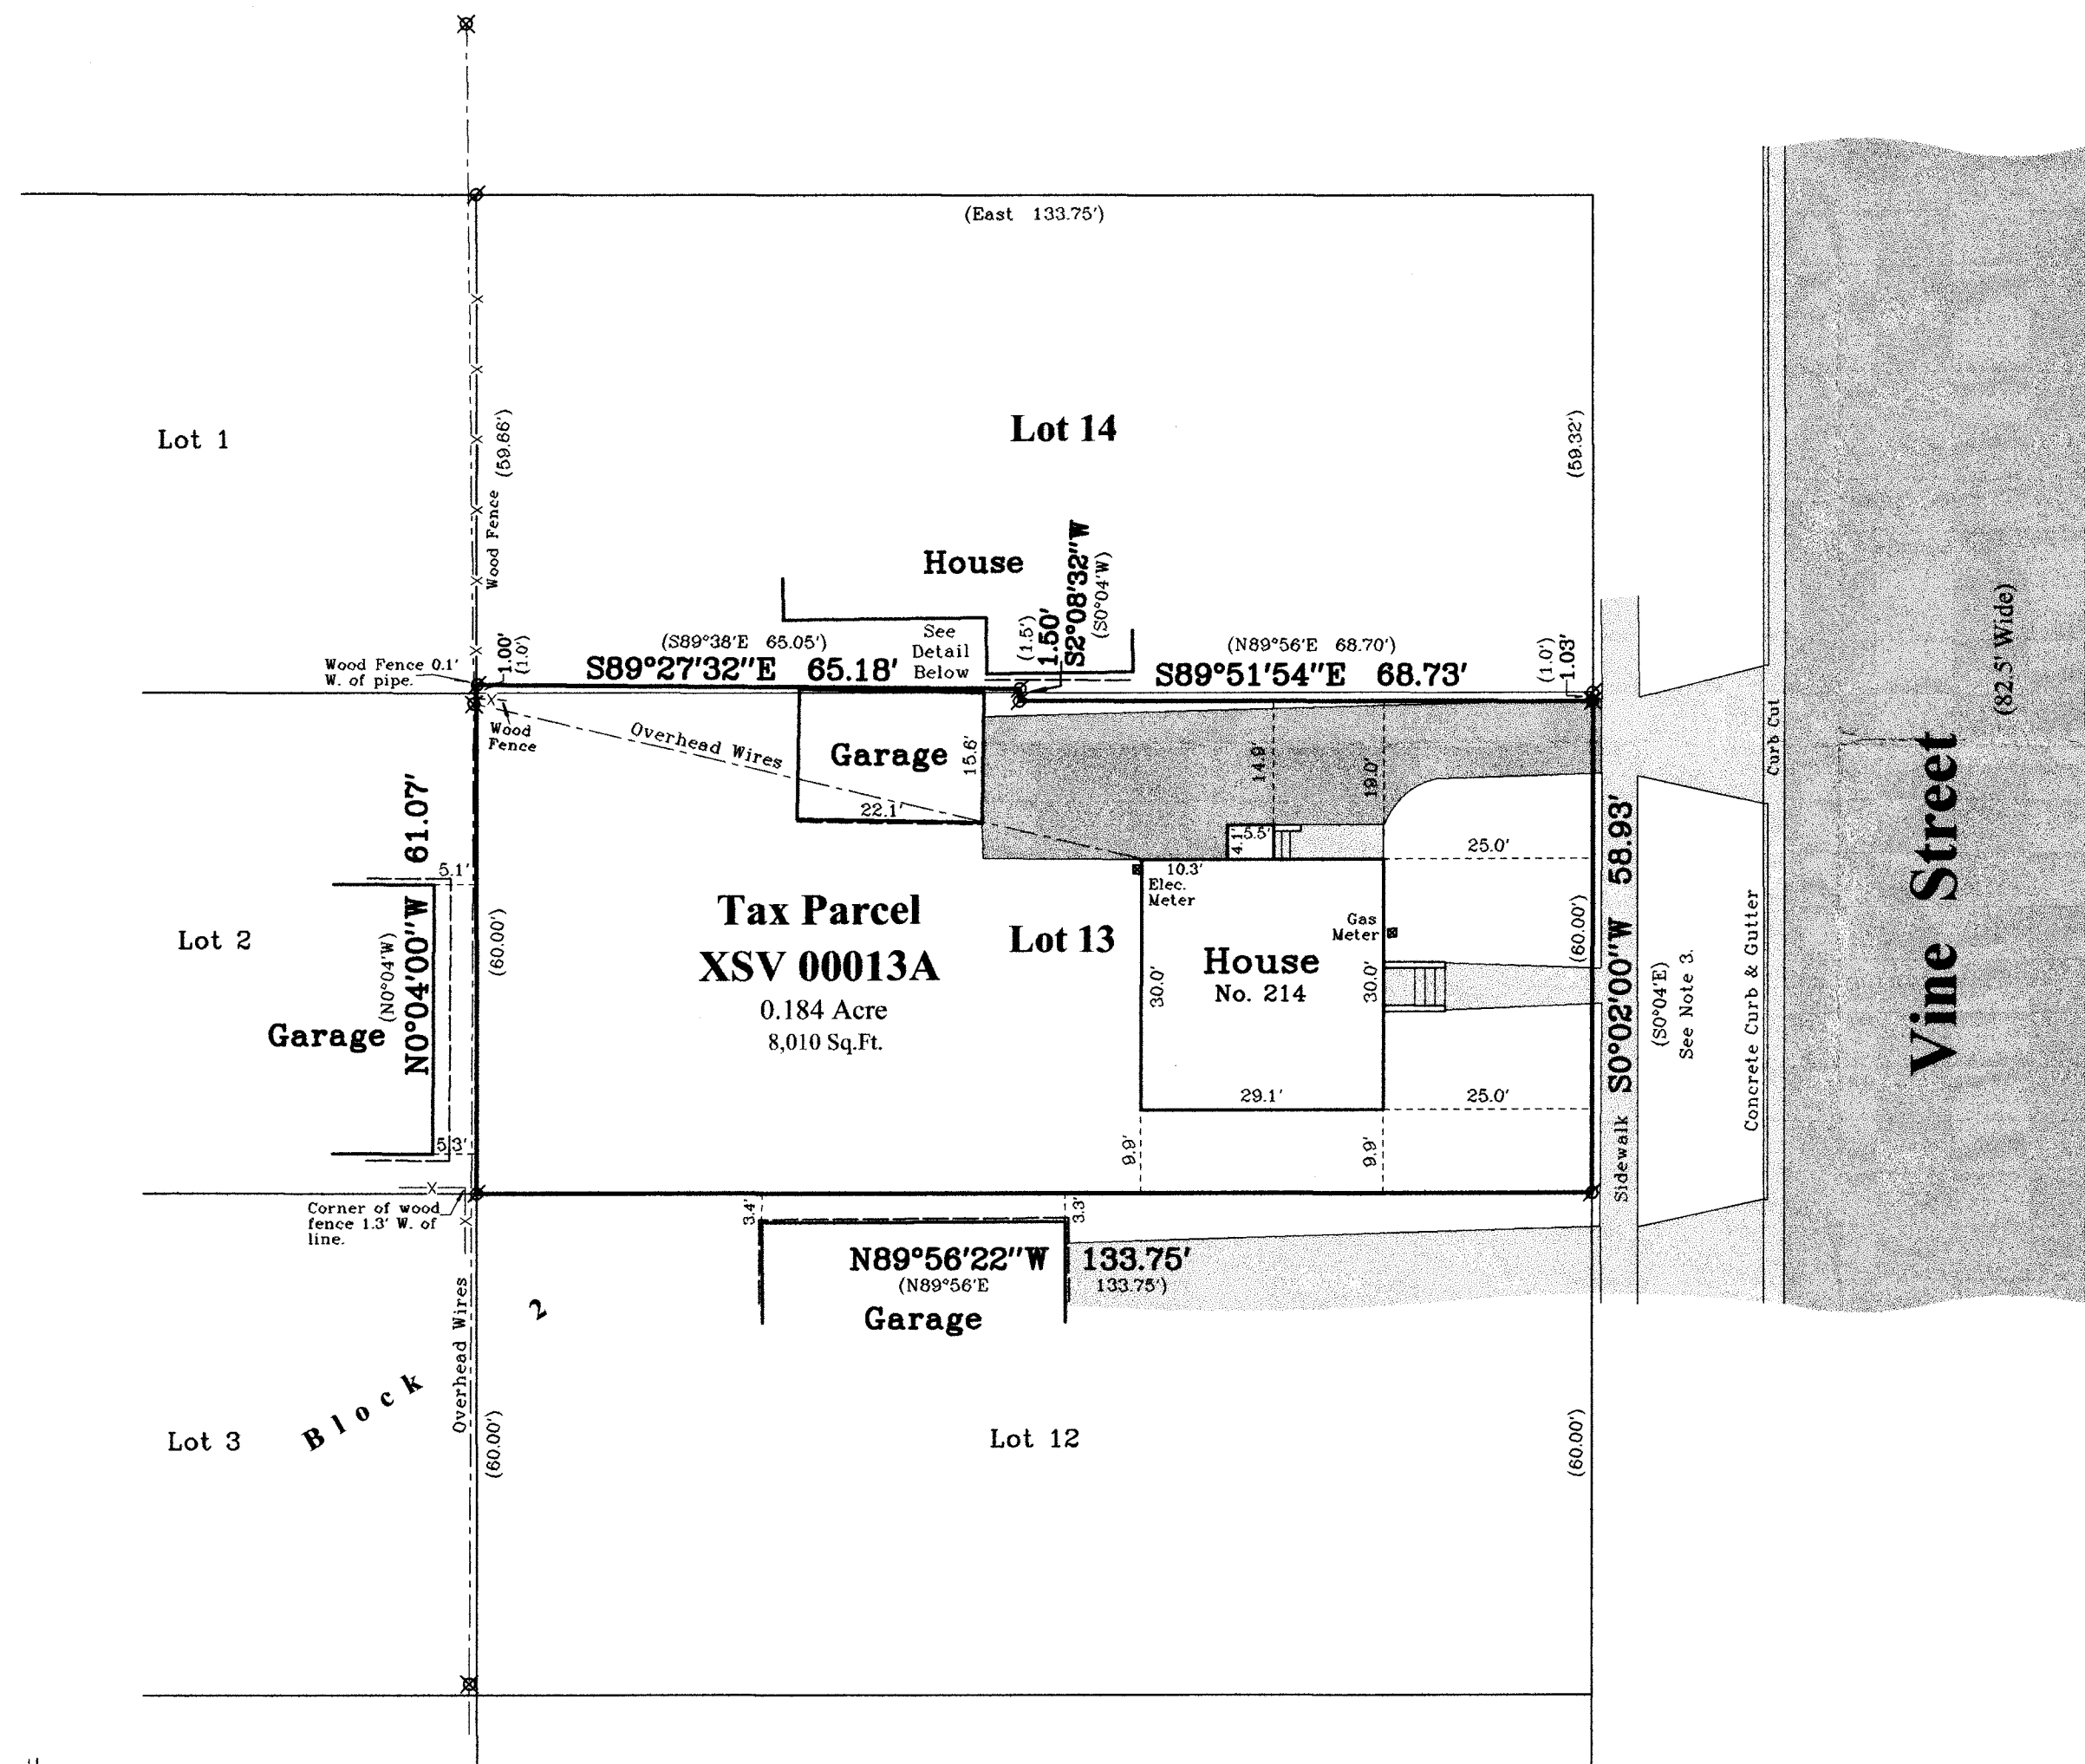 (East 133.75')
Lot 1
Wood Fence
(59.66')
Lot 14
(59.32')
House
See
Detail
Below
(1.5')
1.50'
S2°08'32"W
(S0°04'W)
(S89°38'E 65.05')
S89°27'32"E 65.18'
(N89°56'E 68.70')
S89°51'54"E 68.73'
(1.0')
1.03'
1.00'
(1.0')
Wood Fence 0.1'
W. of pipe.
Wood
Fence
Overhead Wires
Garage
15.6'
22.1'
14.9'
19.0'
4.1'
5.5'
25.0'
10.3'
Elec.
Meter
Gas
Meter
House
No. 214
30.0'
30.0'
29.1'
25.0'
9.9'
9.9'
Tax Parcel
XSV 00013A
0.184 Acre
8,010 Sq.Ft.
Lot 13
(60.00')
(60.00')
N0°04'00"W 61.07'
(N0°04'W)
5.1'
5.3'
Lot 2
Garage
Corner of wood
fence 1.3' W. of
line.
S0°02'00"W 58.93'
(S0°04'E)
See Note 3.
Sidewalk
Concrete Curb & Gutter
Curb Cut
Vine Street
(82.5' Wide)
3.4'
3.3'
N89°56'22"W 133.75'
(N89°56'E 133.75')
Garage
Overhead Wires
Block 2
Lot 3
(60.00')
Lot 12
(60.00')